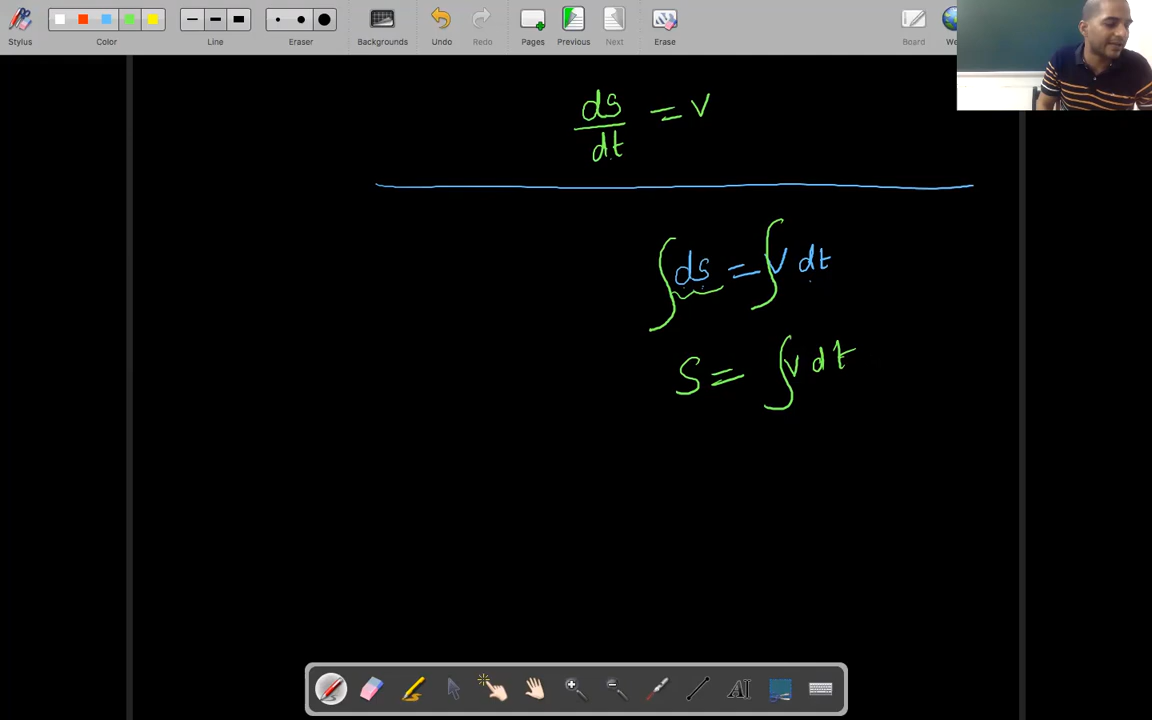 Stylus Color Line Eraser Backgrounds Undo Redo Pages Previous Next Erase Board
ds/dt = v
∫ds = ∫v dt
S = ∫v dt